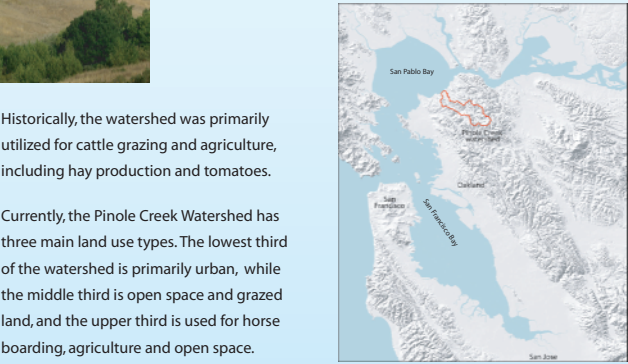 Historically, the watershed was primarily
utilized for cattle grazing and agriculture,
including hay production and tomatoes.
Currently, the Pinole Creek Watershed has
three main land use types. The lowest third
of the watershed is primarily urban, while
the middle third is open space and grazed
land, and the upper third is used for horse
boarding, agriculture and open space.
San Pablo Bay
Pinole Creek
watershed
Oakland
San
Francisco
San Francisco Bay
San Jose